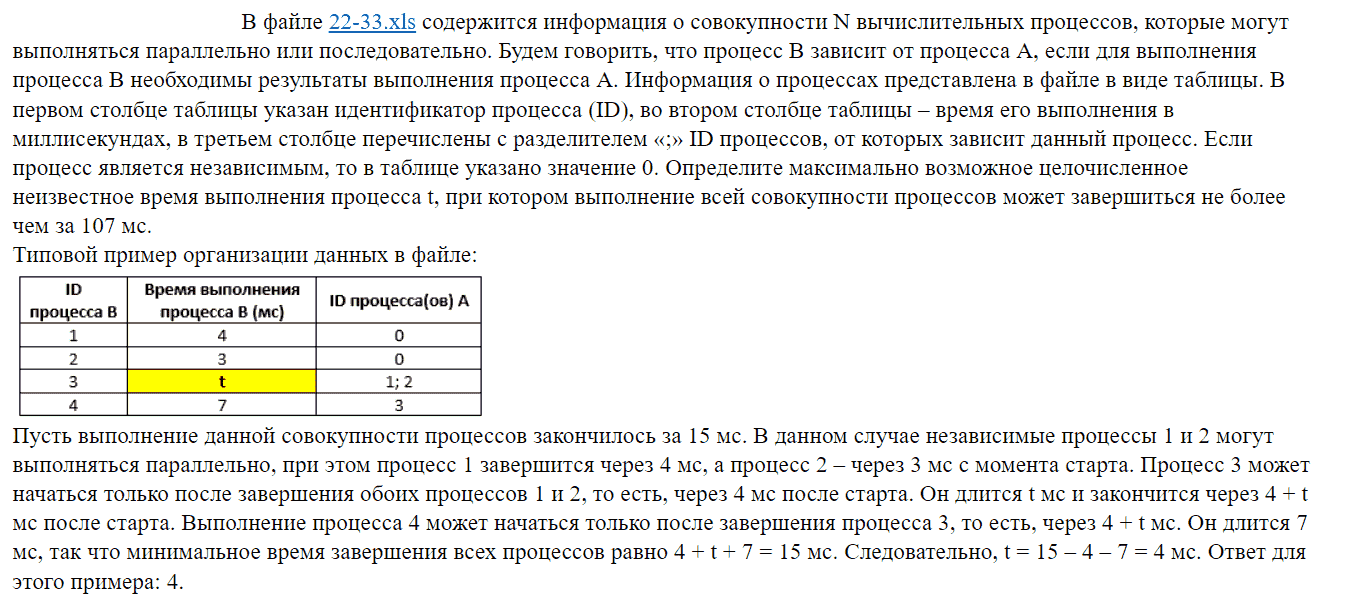 В файле 22-33.xls содержится информация о совокупности N вычислительных процессов, которые могут
выполняться параллельно или последовательно. Будем говорить, что процесс B зависит от процесса A, если для выполнения
процесса B необходимы результаты выполнения процесса A. Информация о процессах представлена в файле в виде таблицы. В
первом столбце таблицы указан идентификатор процесса (ID), во втором столбце таблицы – время его выполнения в
миллисекундах, в третьем столбце перечислены с разделителем «;» ID процессов, от которых зависит данный процесс. Если
процесс является независимым, то в таблице указано значение 0. Определите максимально возможное целочисленное
неизвестное время выполнения процесса t, при котором выполнение всей совокупности процессов может завершиться не более
чем за 107 мс.
Типовой пример организации данных в файле:
ID процесса B | Время выполнения процесса B (мс) | ID процесса(ов) A
1 | 4 | 0
2 | 3 | 0
3 | t | 1; 2
4 | 7 | 3
Пусть выполнение данной совокупности процессов закончилось за 15 мс. В данном случае независимые процессы 1 и 2 могут
выполняться параллельно, при этом процесс 1 завершится через 4 мс, а процесс 2 – через 3 мс с момента старта. Процесс 3 может
начаться только после завершения обоих процессов 1 и 2, то есть, через 4 мс после старта. Он длится t мс и закончится через 4 + t
мс после старта. Выполнение процесса 4 может начаться только после завершения процесса 3, то есть, через 4 + t мс. Он длится 7
мс, так что минимальное время завершения всех процессов равно 4 + t + 7 = 15 мс. Следовательно, t = 15 – 4 – 7 = 4 мс. Ответ для
этого примера: 4.